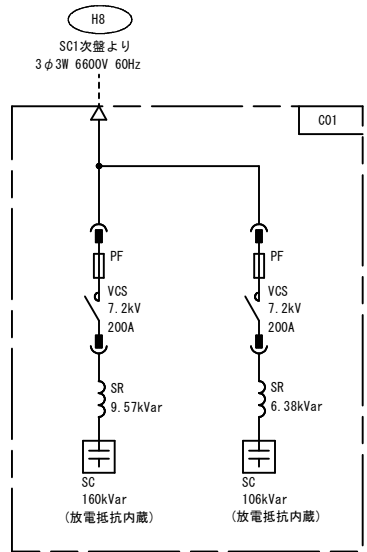 H8
SC1次盤より
3φ3W 6600V 60Hz
C01
PF
VCS
7.2kV
200A
SR
9.57kVar
SC
160kVar
(放電抵抗内蔵)
PF
VCS
7.2kV
200A
SR
6.38kVar
SC
106kVar
(放電抵抗内蔵)